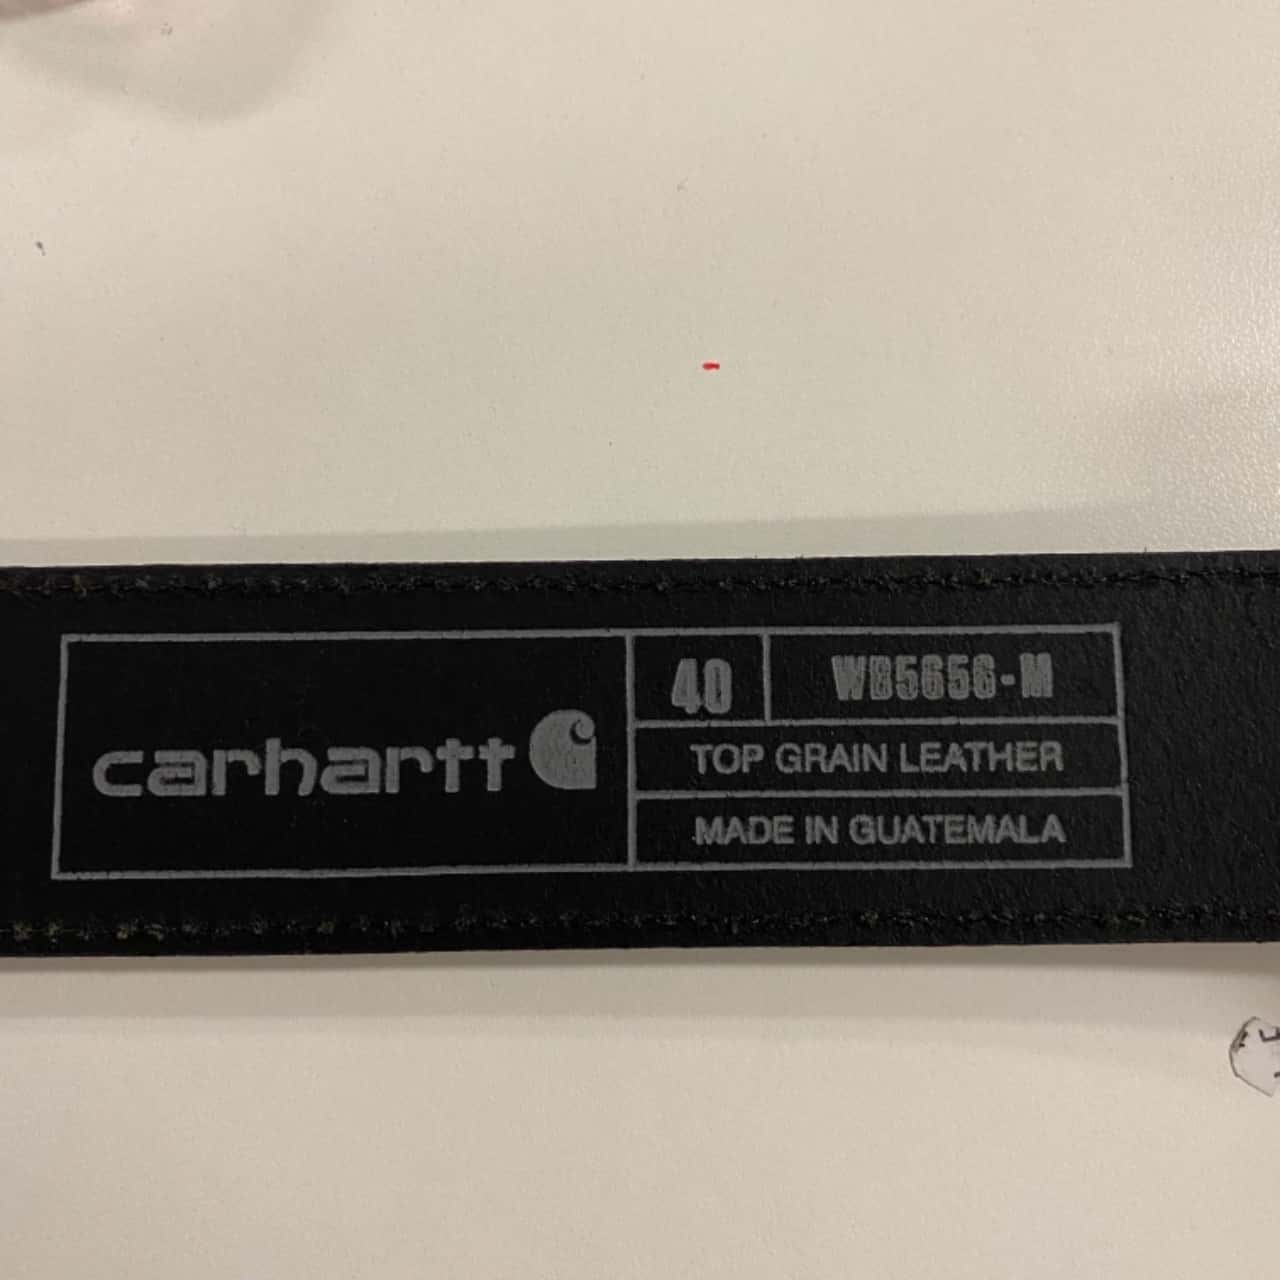 carhartt
40
WB5656-M
TOP GRAIN LEATHER
MADE IN GUATEMALA